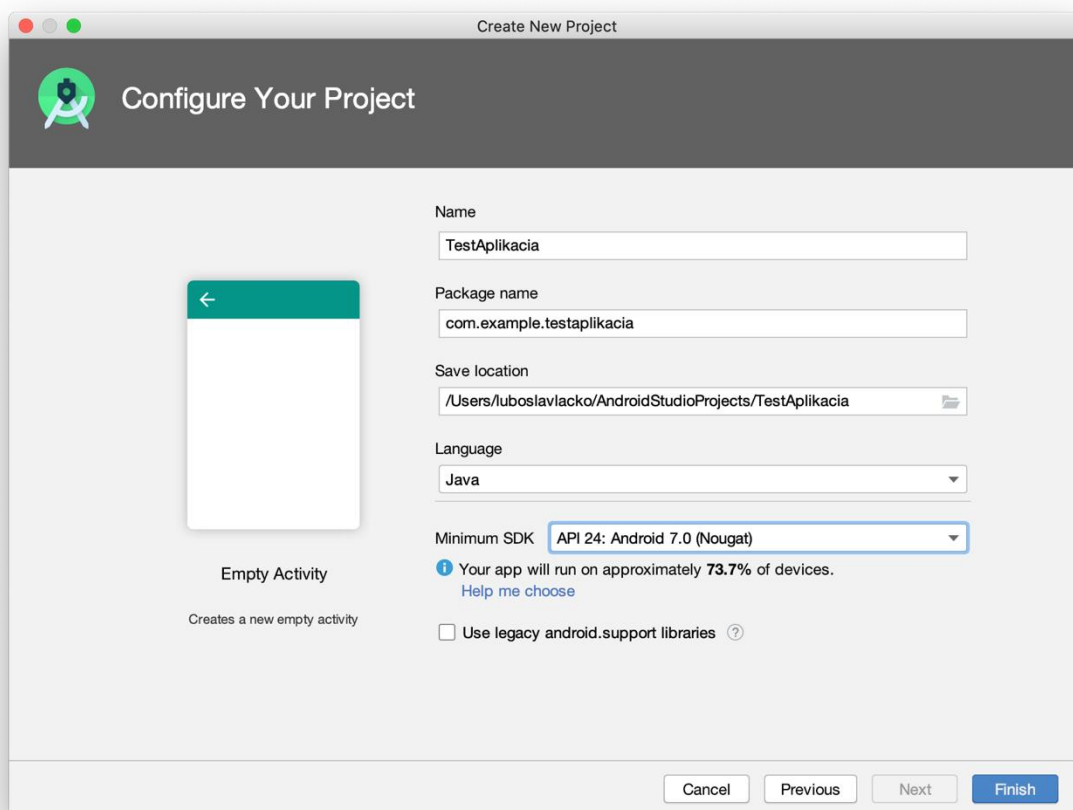 Create New Project
Configure Your Project
Name
TestAplikacia
Package name
com.example.testaplikacia
Save location
/Users/luboslavlacko/AndroidStudioProjects/TestAplikacia
Language
Java
Minimum SDK API 24: Android 7.0 (Nougat)
Your app will run on approximately 73.7% of devices.
Help me choose
Use legacy android.support libraries ?
Empty Activity
Creates a new empty activity
Cancel Previous Next Finish